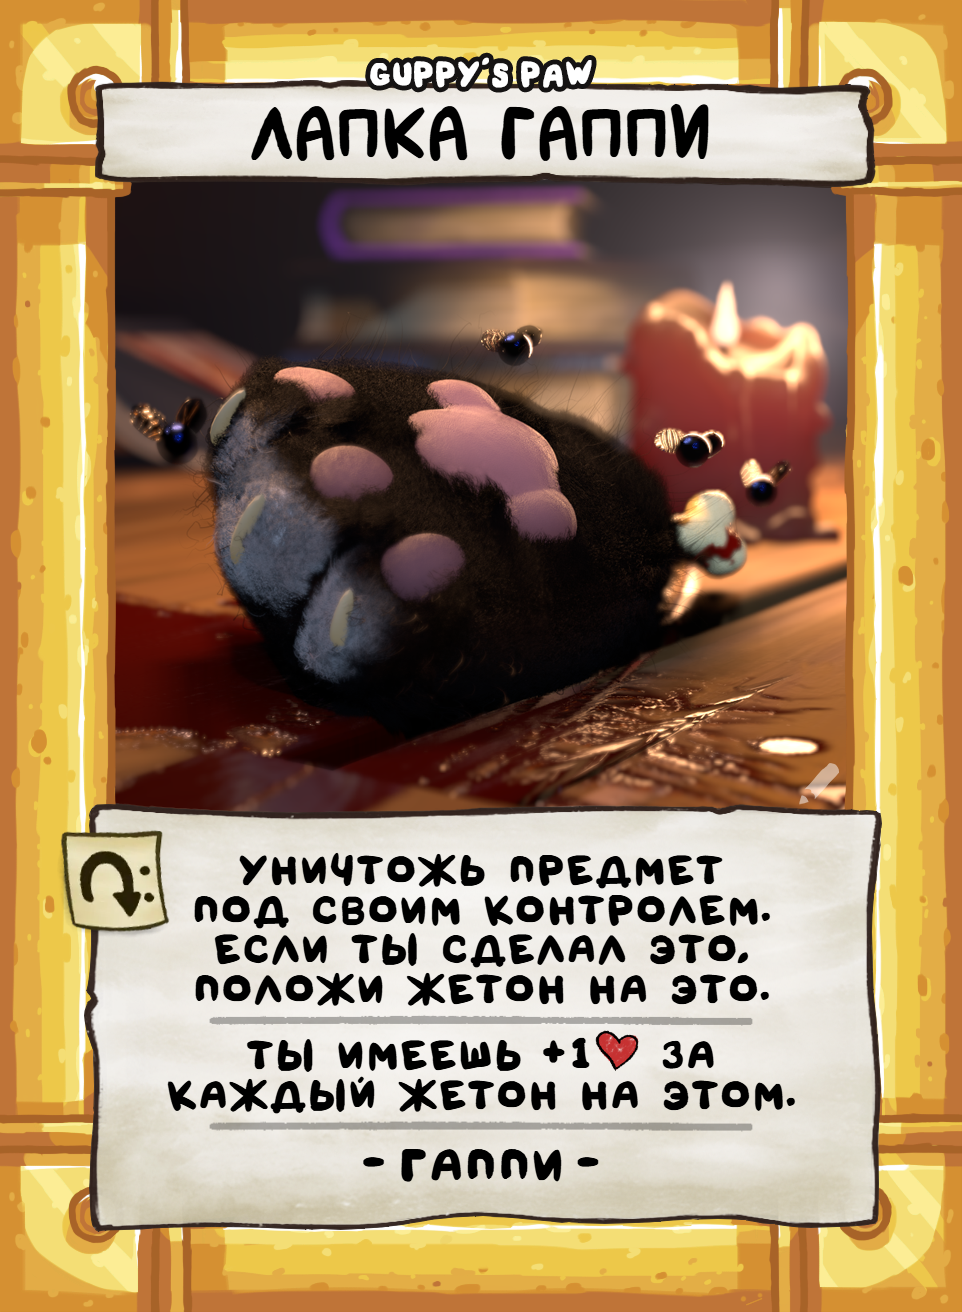 GUPPY'S PAW
ЛАПКА ГАППИ
УНИЧТОЖЬ ПРЕДМЕТ
ПОД СВОИМ КОНТРОЛЕМ.
ЕСЛИ ТЫ СДЕЛАЛ ЭТО,
ПОЛОЖИ ЖЕТОН НА ЭТО.
ТЫ ИМЕЕШЬ +1❤ ЗА
КАЖДЫЙ ЖЕТОН НА ЭТОМ.
- ГАППИ -